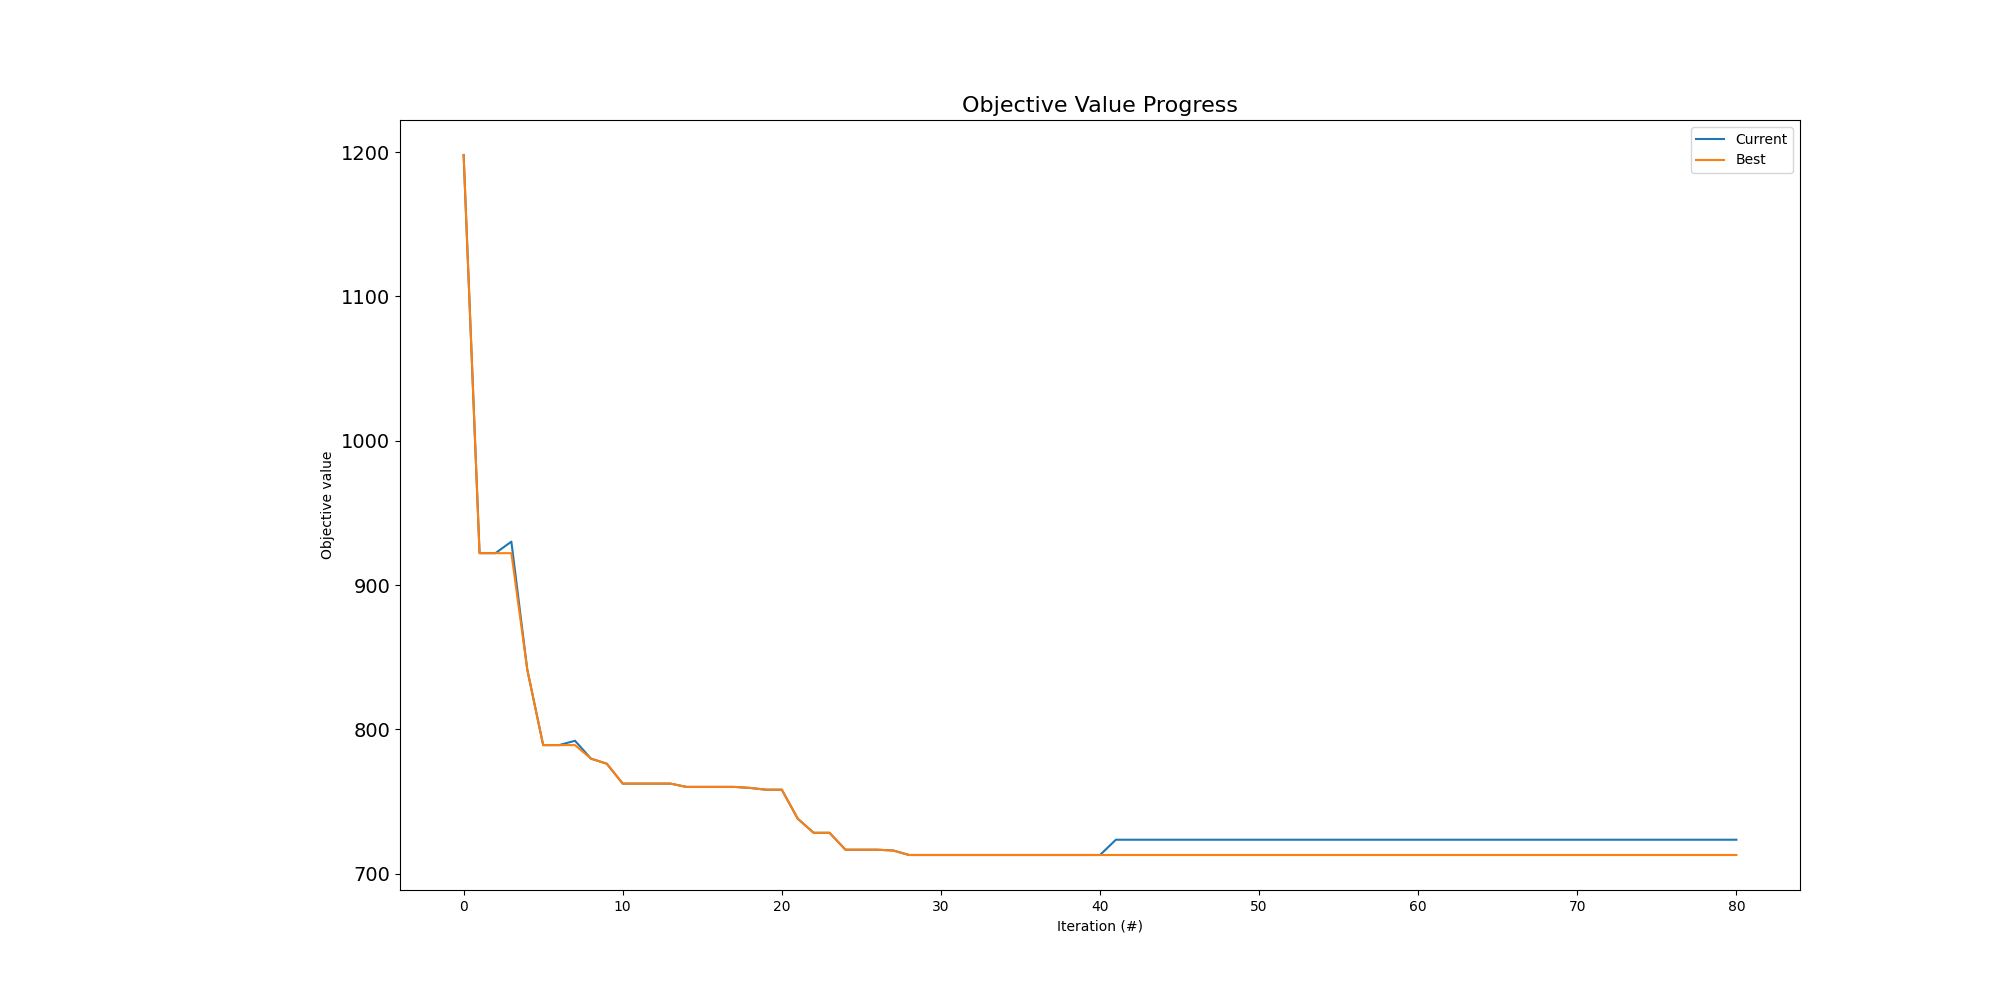 Objective Value Progress
Current
Best
1200
1100
1000
900
800
700
Objective value
0 10 20 30 40 50 60 70 80
Iteration (#)